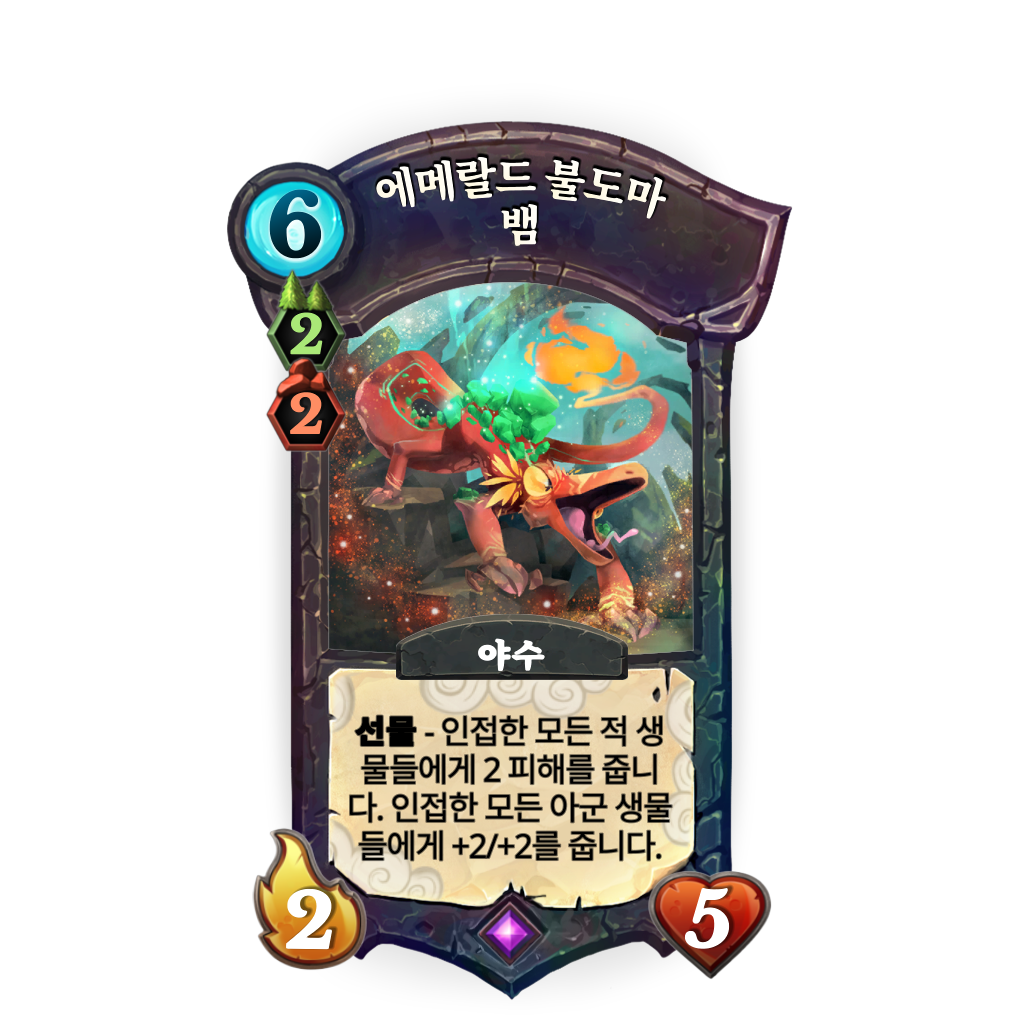 6
에메랄드 불도마
뱀
2
2
야수
선물 - 인접한 모든 적 생
물들에게 2 피해를 줍니
다. 인접한 모든 아군 생물
들에게 +2/+2를 줍니다.
2
5